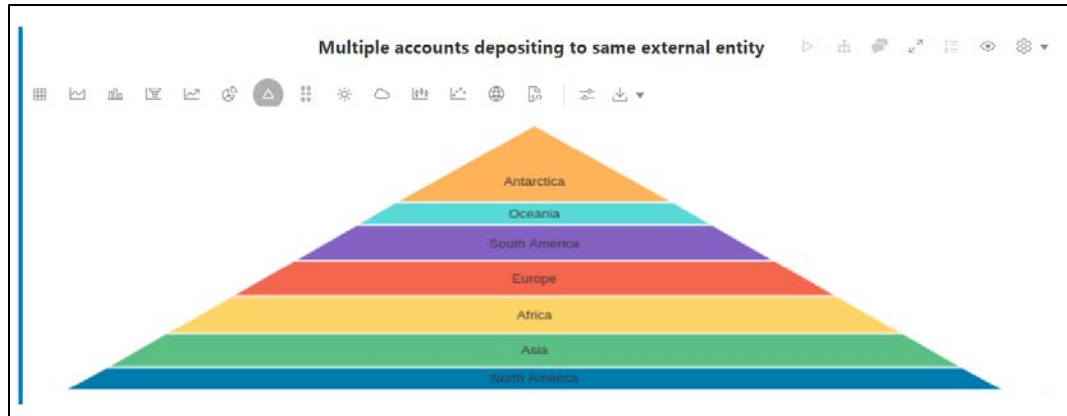 Multiple accounts depositing to same external entity
Antarctica
Oceania
South America
Europe
Africa
Asia
North America